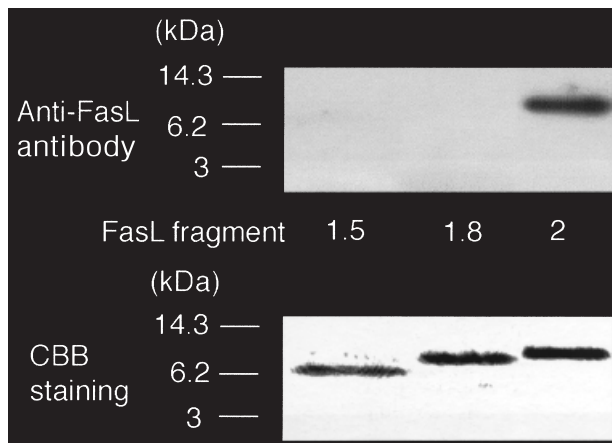 (kDa)
14.3
Anti-FasL
antibody
6.2
3
FasL fragment 1.5 1.8 2
(kDa)
14.3
CBB
staining
6.2
3